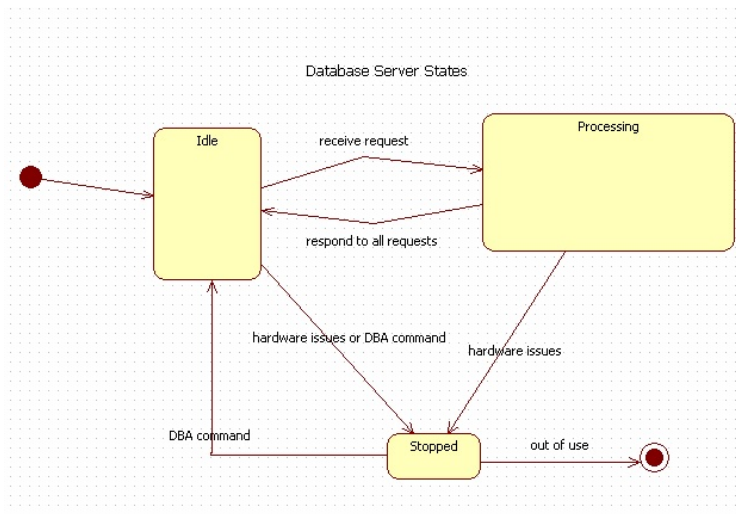 Database Server States
Idle
Processing
receive request
respond to all requests
hardware issues or DBA command
hardware issues
DBA command
Stopped
out of use